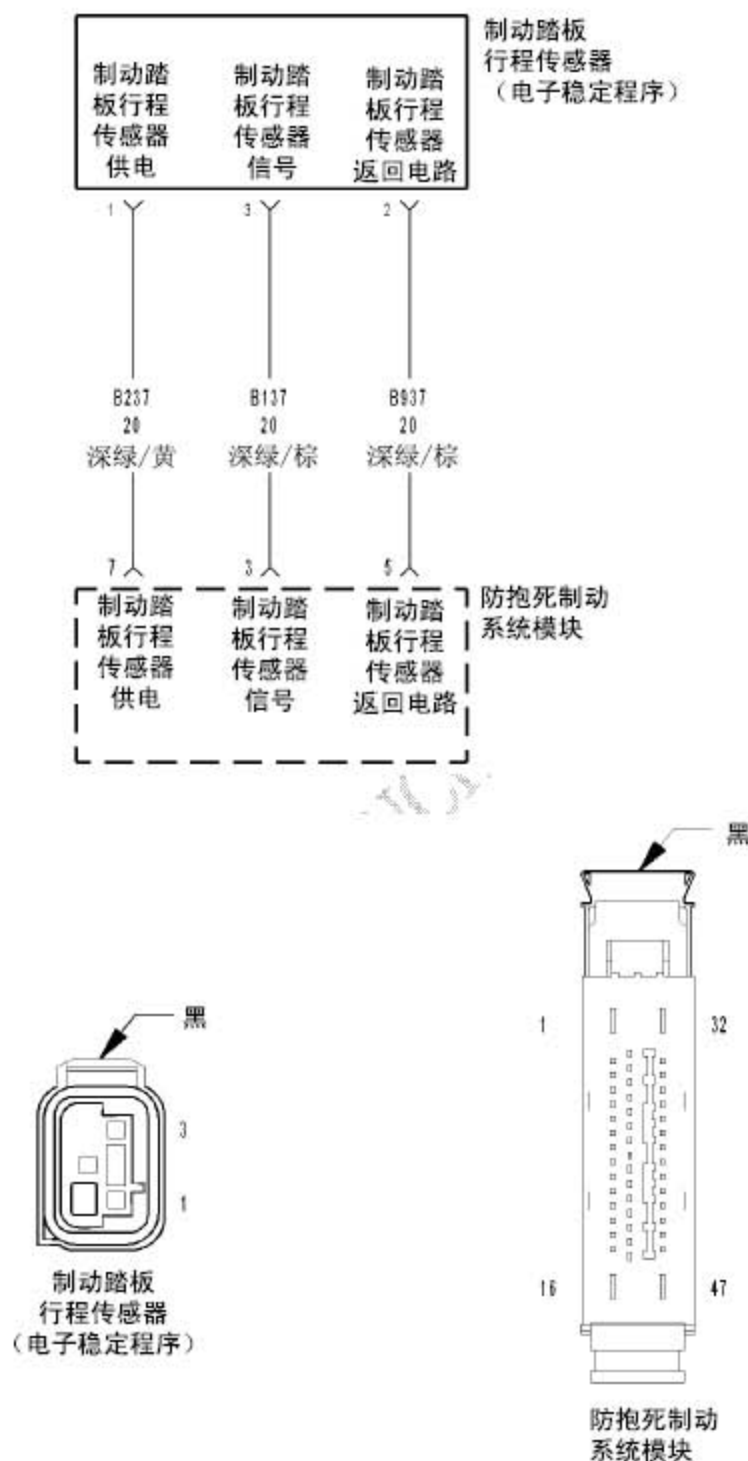 制动踏板
行程传感器
（电子稳定程序）
制动踏
板行程
传感器
供电
制动踏
板行程
传感器
信号
制动踏
板行程
传感器
返回电路
1
3
2
B237
20
深绿/黄
B137
20
深绿/棕
B937
20
深绿/棕
7
3
5
防抱死制动
系统模块
制动踏
板行程
传感器
供电
制动踏
板行程
传感器
信号
制动踏
板行程
传感器
返回电路
黑
1
32
16
47
防抱死制动
系统模块
黑
3
1
制动踏板
行程传感器
（电子稳定程序）